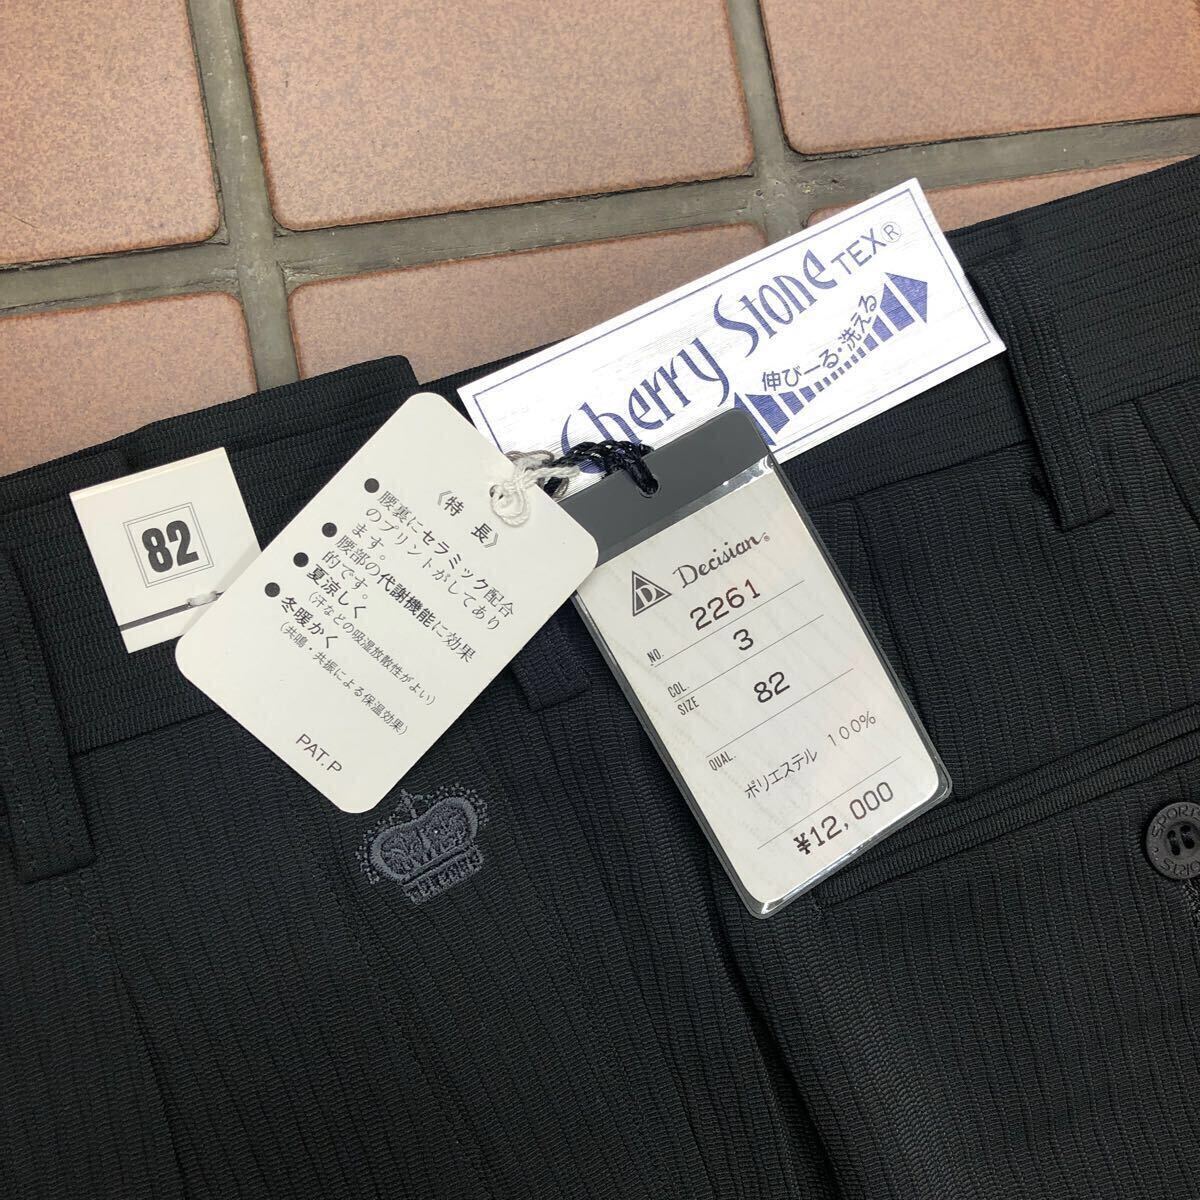 Cherry Stone TEX®
伸びーる・洗える
82
《特 長》
● 腰裏にセラミック配合
のプリントがしてあり
ます。
● 腰部の代謝機能に効果
的です。
● 夏涼しく
(汗などの吸湿放散性がよい)
● 冬暖かく
(共鳴・共振による保温効果)
PAT.P
D
Decisian®
NO. 2261
COL. 3
SIZE 82
QUAL.
ポリエステル 100%
¥12,000
SPORT